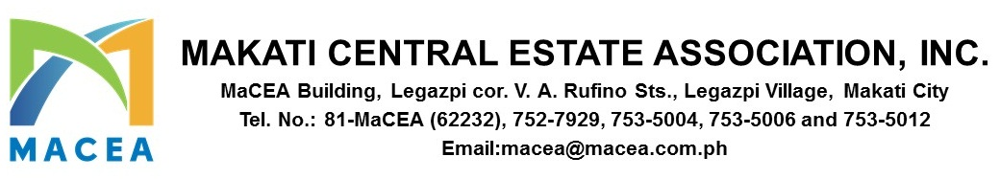 MAKATI CENTRAL ESTATE ASSOCIATION, INC.
MaCEA Building, Legazpi cor. V. A. Rufino Sts., Legazpi Village, Makati City
Tel. No.: 81-MaCEA (62232), 752-7929, 753-5004, 753-5006 and 753-5012
Email:macea@macea.com.ph
MACEA